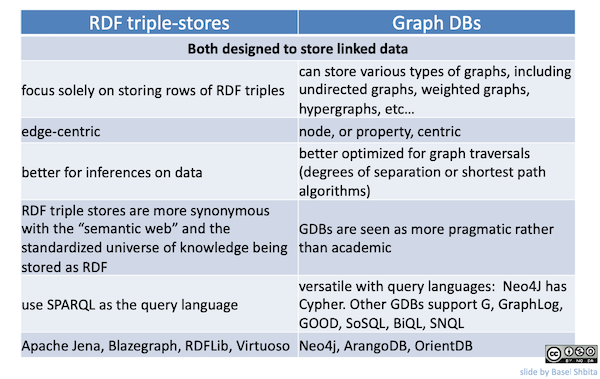 RDF triple-stores
Graph DBs
Both designed to store linked data
focus solely on storing rows of RDF triples
can store various types of graphs, including
undirected graphs, weighted graphs,
hypergraphs, etc…
edge-centric
node, or property, centric
better for inferences on data
better optimized for graph traversals
(degrees of separation or shortest path
algorithms)
RDF triple stores are more synonymous
with the “semantic web” and the
standardized universe of knowledge being
stored as RDF
GDBs are seen as more pragmatic rather
than academic
use SPARQL as the query language
versatile with query languages:  Neo4J has
Cypher. Other GDBs support G, GraphLog,
GOOD, SoSQL, BiQL, SNQL
Apache Jena, Blazegraph, RDFLib, Virtuoso
Neo4j, ArangoDB, OrientDB
cc
BY NC ND
slide by Basel Shbita